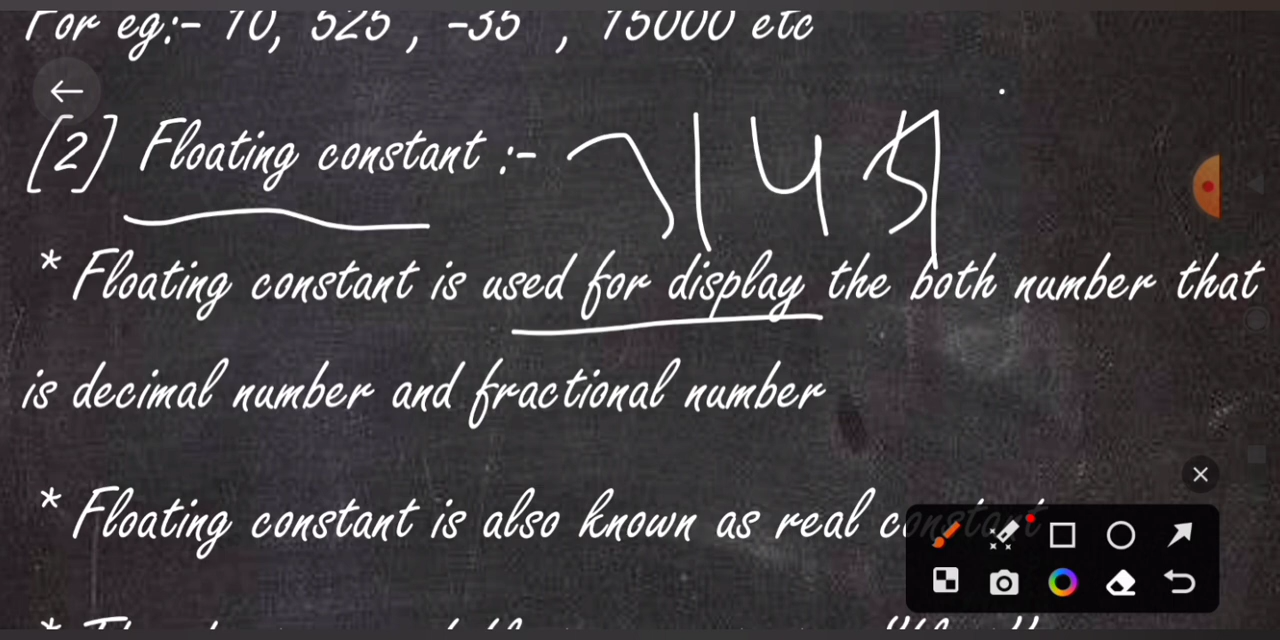 For eg:- 10, 525 , -35 , 15000 etc
[2] Floating constant :-
* Floating constant is used for display the both number that
is decimal number and fractional number
* Floating constant is also known as real constant